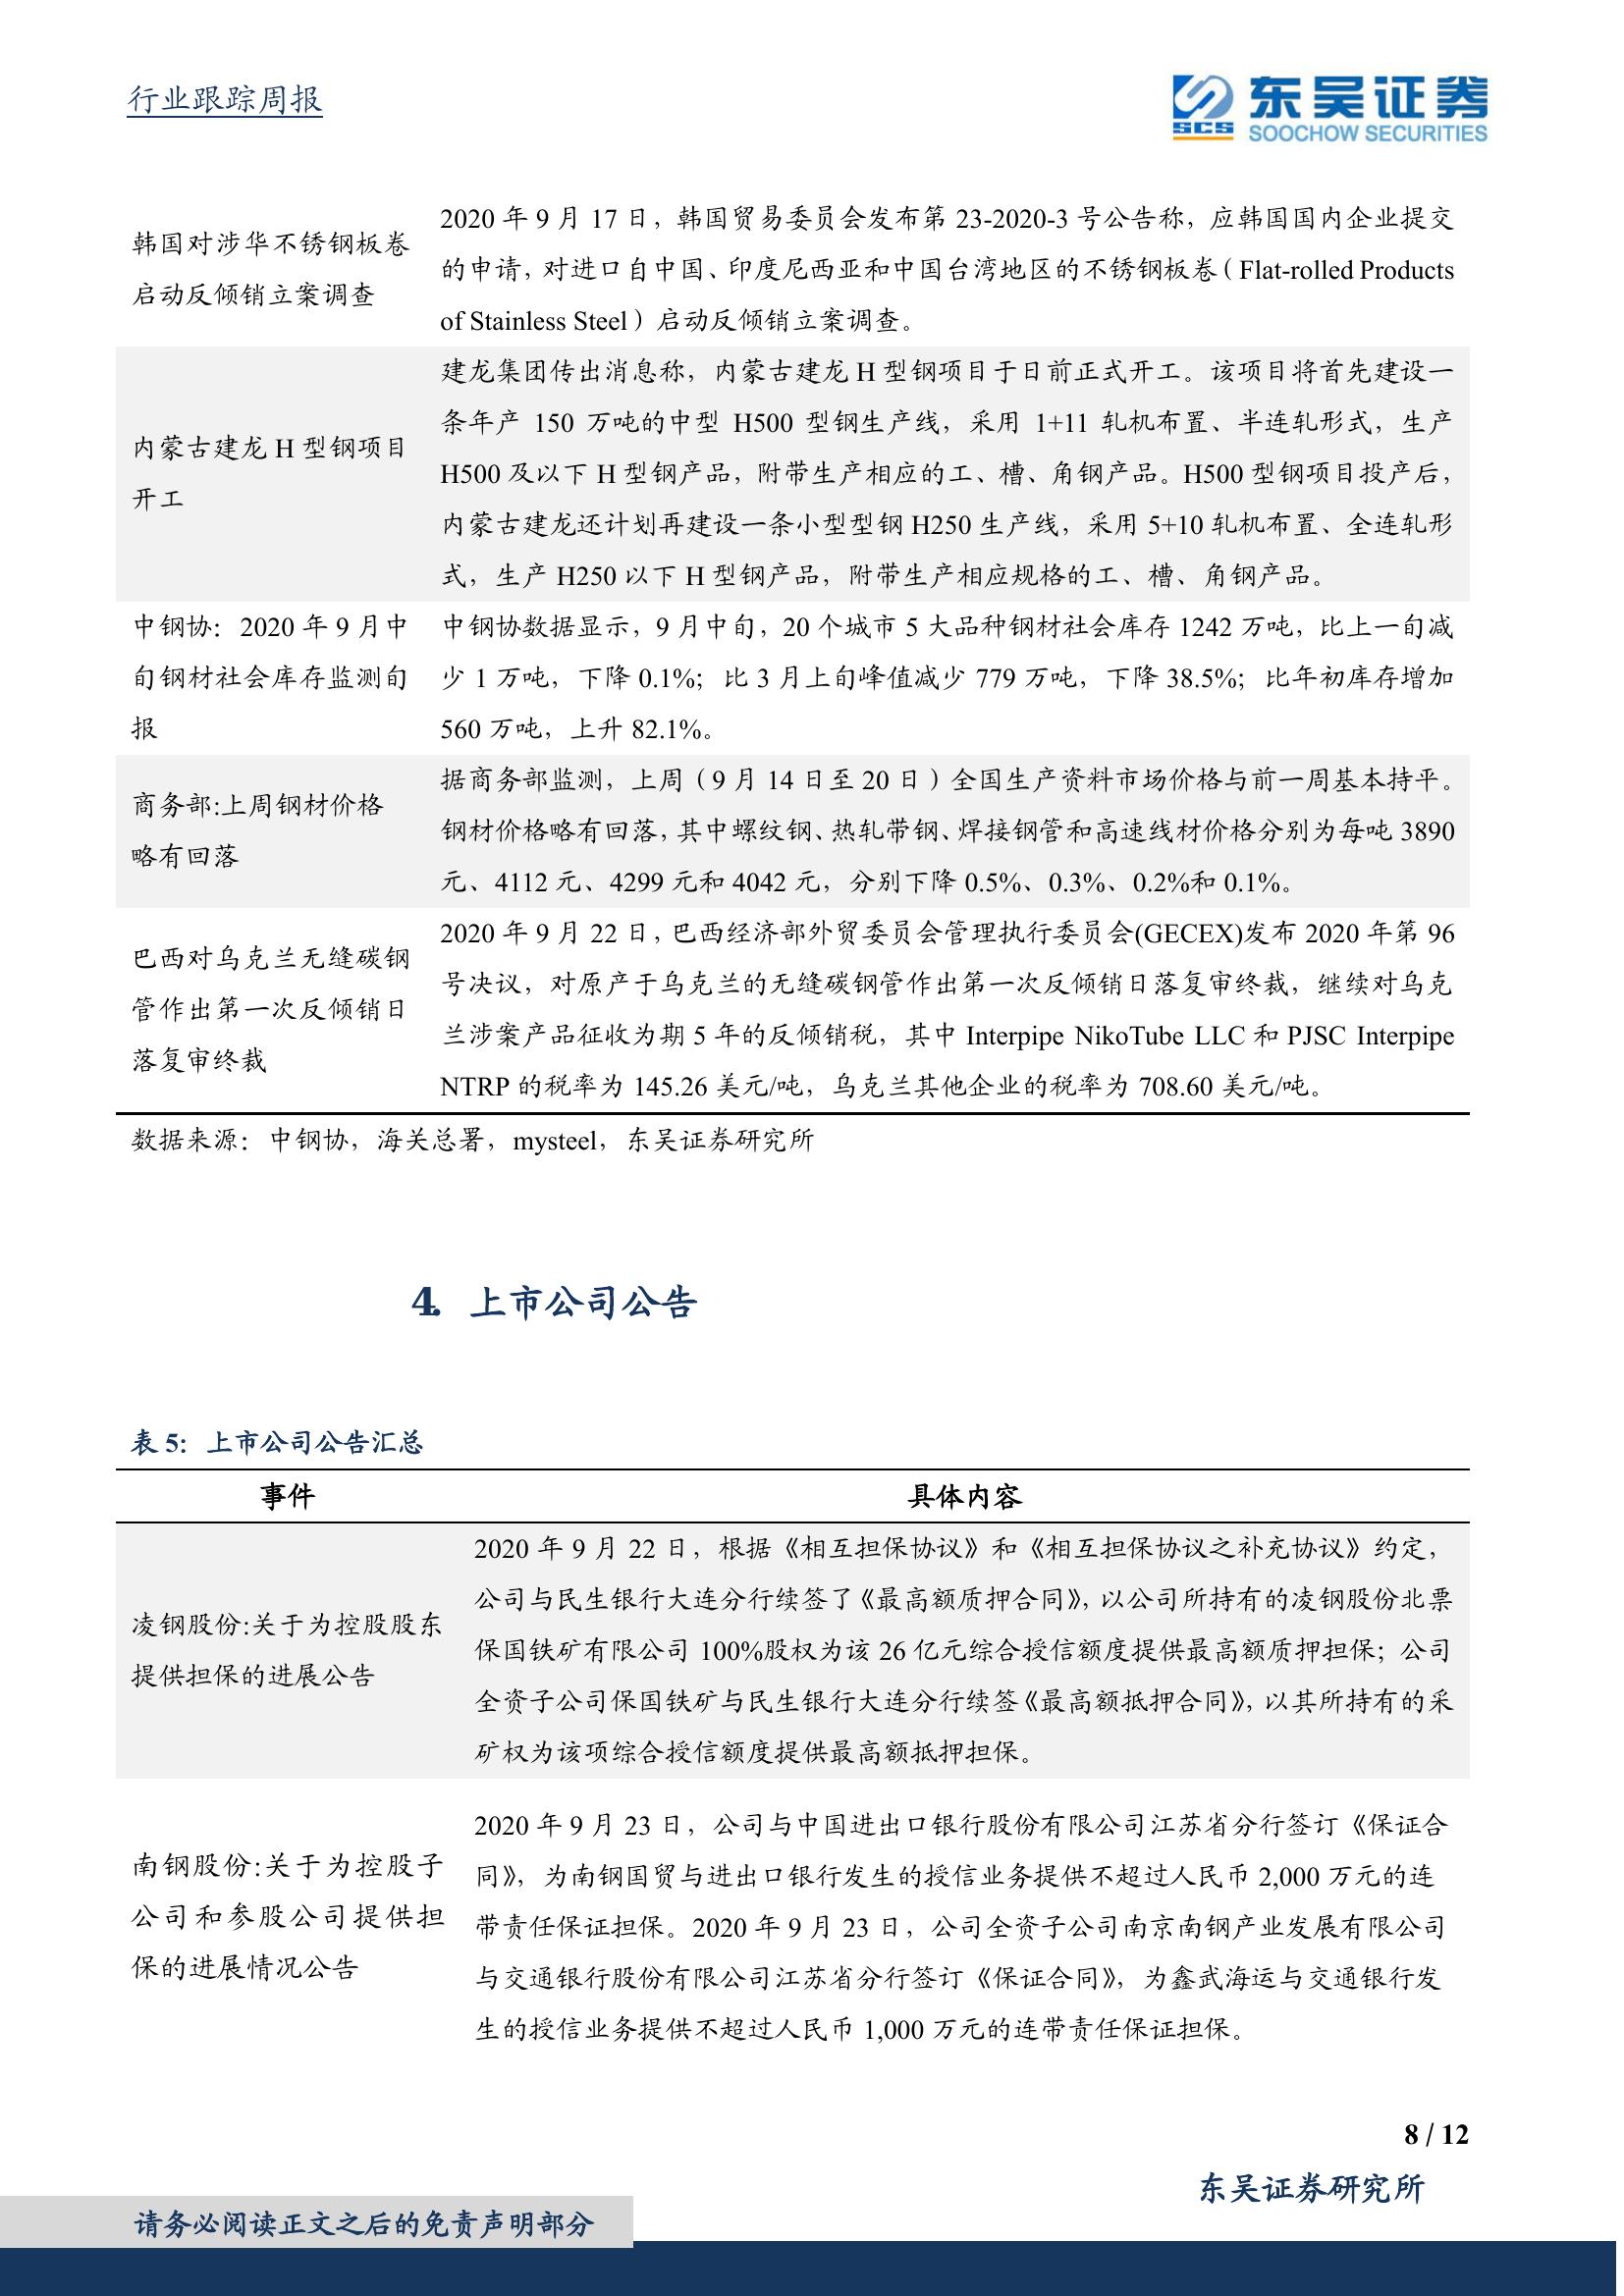 行业跟踪周报
东吴证券
SCS
SOOCHOW SECURITIES
韩国对涉华不锈钢板卷
启动反倾销立案调查
2020 年 9 月 17 日，韩国贸易委员会发布第 23-2020-3 号公告称，应韩国国内企业提交
的申请，对进口自中国、印度尼西亚和中国台湾地区的不锈钢板卷（Flat-rolled Products
of Stainless Steel）启动反倾销立案调查。
内蒙古建龙 H 型钢项目
开工
建龙集团传出消息称，内蒙古建龙 H 型钢项目于日前正式开工。该项目将首先建设一
条年产 150 万吨的中型 H500 型钢生产线，采用 1+11 轧机布置、半连轧形式，生产
H500 及以下 H 型钢产品，附带生产相应的工、槽、角钢产品。H500 型钢项目投产后，
内蒙古建龙还计划再建设一条小型型钢 H250 生产线，采用 5+10 轧机布置、全连轧形
式，生产 H250 以下 H 型钢产品，附带生产相应规格的工、槽、角钢产品。
中钢协：2020 年 9 月中
旬钢材社会库存监测旬
报
中钢协数据显示，9 月中旬，20 个城市 5 大品种钢材社会库存 1242 万吨，比上一旬减
少 1 万吨，下降 0.1%；比 3 月上旬峰值减少 779 万吨，下降 38.5%；比年初库存增加
560 万吨，上升 82.1%。
商务部:上周钢材价格
略有回落
据商务部监测，上周（9 月 14 日至 20 日）全国生产资料市场价格与前一周基本持平。
钢材价格略有回落，其中螺纹钢、热轧带钢、焊接钢管和高速线材价格分别为每吨 3890
元、4112 元、4299 元和 4042 元，分别下降 0.5%、0.3%、0.2%和 0.1%。
巴西对乌克兰无缝碳钢
管作出第一次反倾销日
落复审终裁
2020 年 9 月 22 日，巴西经济部外贸委员会管理执行委员会(GECEX)发布 2020 年第 96
号决议，对原产于乌克兰的无缝碳钢管作出第一次反倾销日落复审终裁，继续对乌克
兰涉案产品征收为期 5 年的反倾销税，其中 Interpipe NikoTube LLC 和 PJSC Interpipe
NTRP 的税率为 145.26 美元/吨，乌克兰其他企业的税率为 708.60 美元/吨。
数据来源：中钢协，海关总署，mysteel，东吴证券研究所
4. 上市公司公告
表 5：上市公司公告汇总
事件 具体内容
凌钢股份:关于为控股股东
提供担保的进展公告
2020 年 9 月 22 日，根据《相互担保协议》和《相互担保协议之补充协议》约定，
公司与民生银行大连分行续签了《最高额质押合同》，以公司所持有的凌钢股份北票
保国铁矿有限公司 100%股权为该 26 亿元综合授信额度提供最高额质押担保；公司
全资子公司保国铁矿与民生银行大连分行续签《最高额抵押合同》，以其所持有的采
矿权为该项综合授信额度提供最高额抵押担保。
南钢股份:关于为控股子
公司和参股公司提供担
保的进展情况公告
2020 年 9 月 23 日，公司与中国进出口银行股份有限公司江苏省分行签订《保证合
同》，为南钢国贸与进出口银行发生的授信业务提供不超过人民币 2,000 万元的连
带责任保证担保。2020 年 9 月 23 日，公司全资子公司南京南钢产业发展有限公司
与交通银行股份有限公司江苏省分行签订《保证合同》，为鑫武海运与交通银行发
生的授信业务提供不超过人民币 1,000 万元的连带责任保证担保。
8 / 12
东吴证券研究所
请务必阅读正文之后的免责声明部分